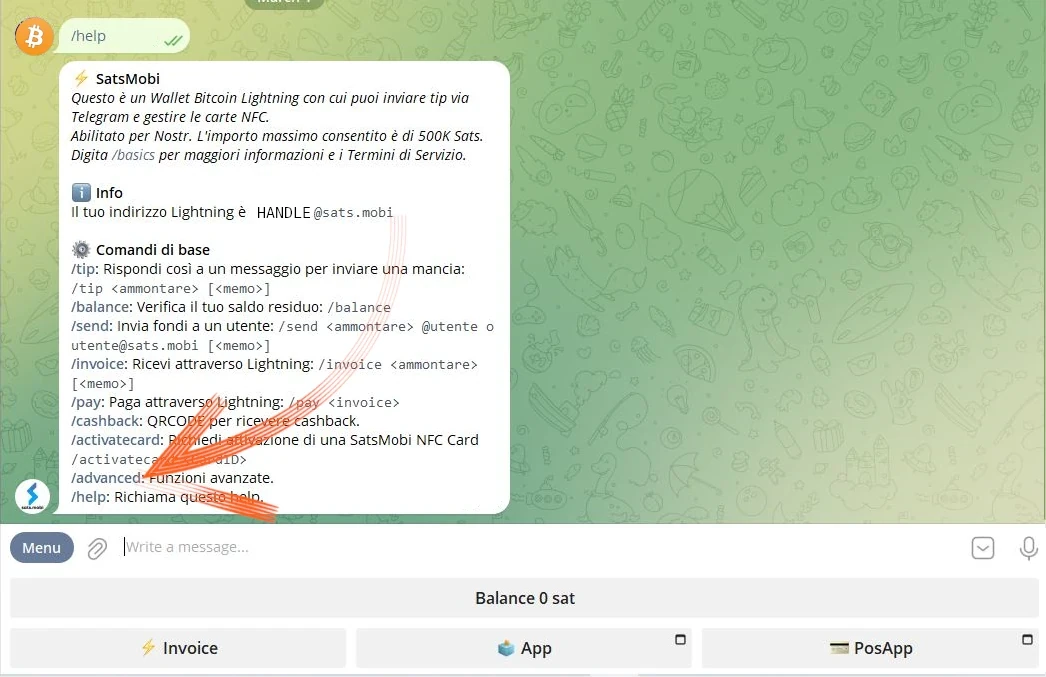 March 4
/help
⚡ SatsMobi
Questo è un Wallet Bitcoin Lightning con cui puoi inviare tip via
Telegram e gestire le carte NFC.
Abilitato per Nostr. L'importo massimo consentito è di 500K Sats.
Digita /basics per maggiori informazioni e i Termini di Servizio.
ℹ️ Info
Il tuo indirizzo Lightning è HANDLE@sats.mobi
⚙️ Comandi di base
/tip: Rispondi così a un messaggio per inviare una mancia:
/tip <ammontare> [<memo>]
/balance: Verifica il tuo saldo residuo: /balance
/send: Invia fondi a un utente: /send <ammontare> @utente o
utente@sats.mobi [<memo>]
/invoice: Ricevi attraverso Lightning: /invoice <ammontare>
[<memo>]
/pay: Paga attraverso Lightning: /pay <invoice>
/cashback: QRCODE per ricevere cashback.
/activatecard: Richiedi attivazione di una SatsMobi NFC Card
/activatecard <cardID>
/advanced: Funzioni avanzate.
/help: Richiama questo help.
sats.mobi
Menu
Write a message...
Balance 0 sat
⚡ Invoice
App
PosApp